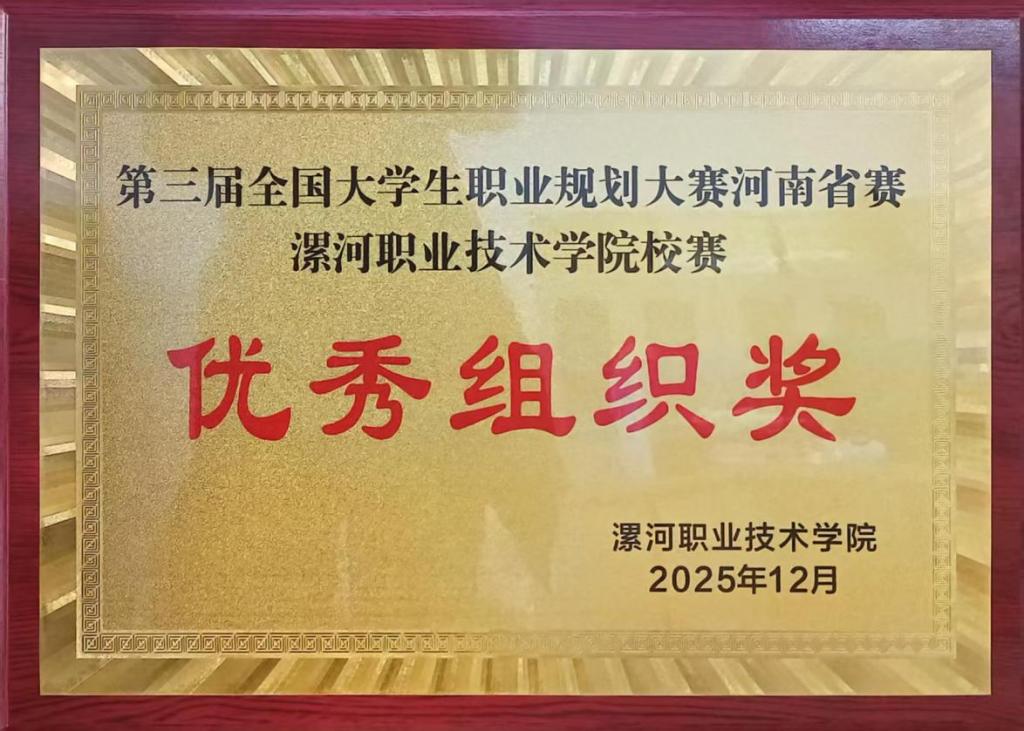 第三届全国大学生职业规划大赛河南省赛
漯河职业技术学院校赛
优秀组织奖
漯河职业技术学院
2025年12月